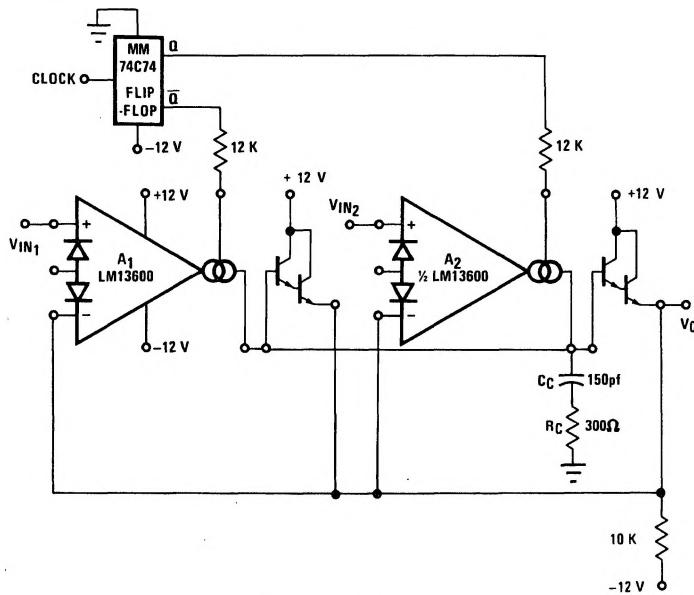 MM
74C74
FLIP
-FLOP
CLOCK
Q
Q̅
-12 V
12 K
12 K
+12 V
+ 12 V
+12 V
VIN1
+
A1
LM13600
-
-12 V
VIN2
+
A2
½ LM13600
-
VO
CC 150pf
RC 300Ω
10 K
-12 V